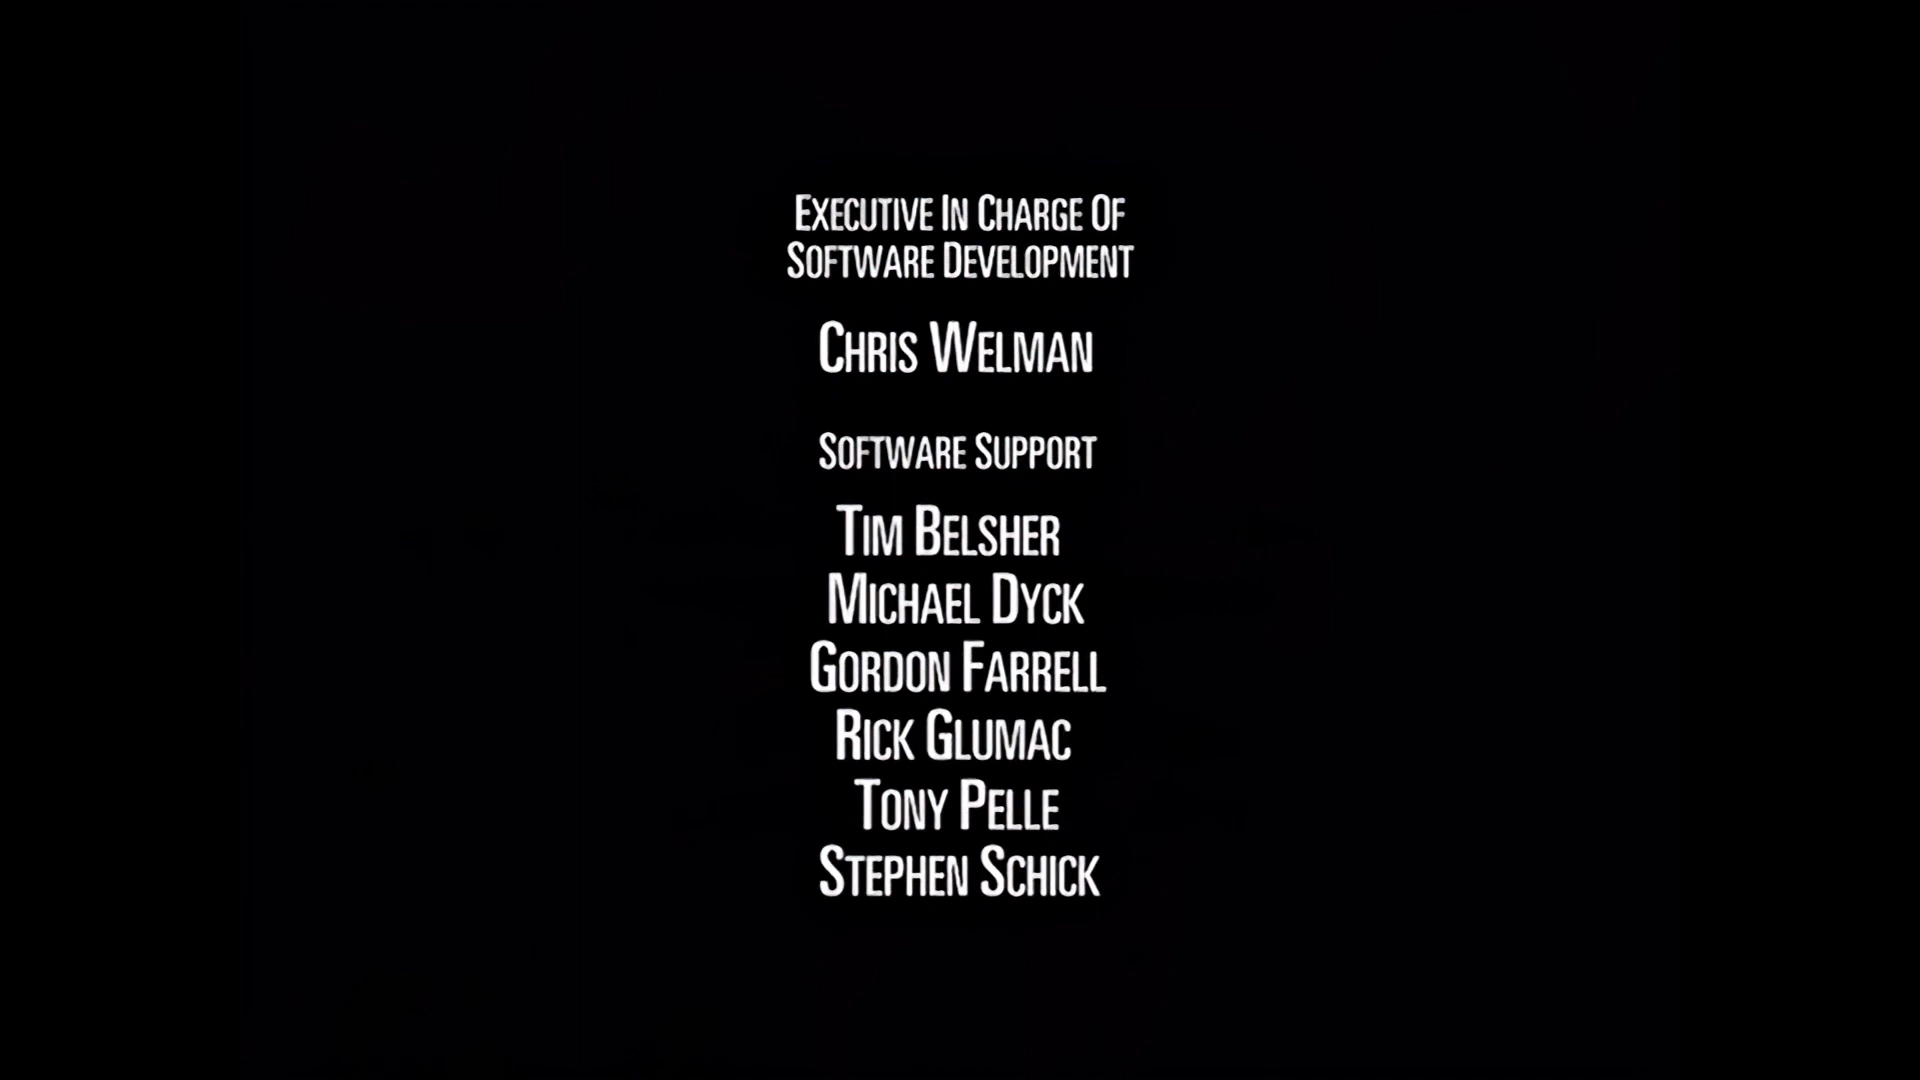 Executive In Charge Of
Software Development
Chris Welman
Software Support
Tim Belsher
Michael Dyck
Gordon Farrell
Rick Glumac
Tony Pelle
Stephen Schick